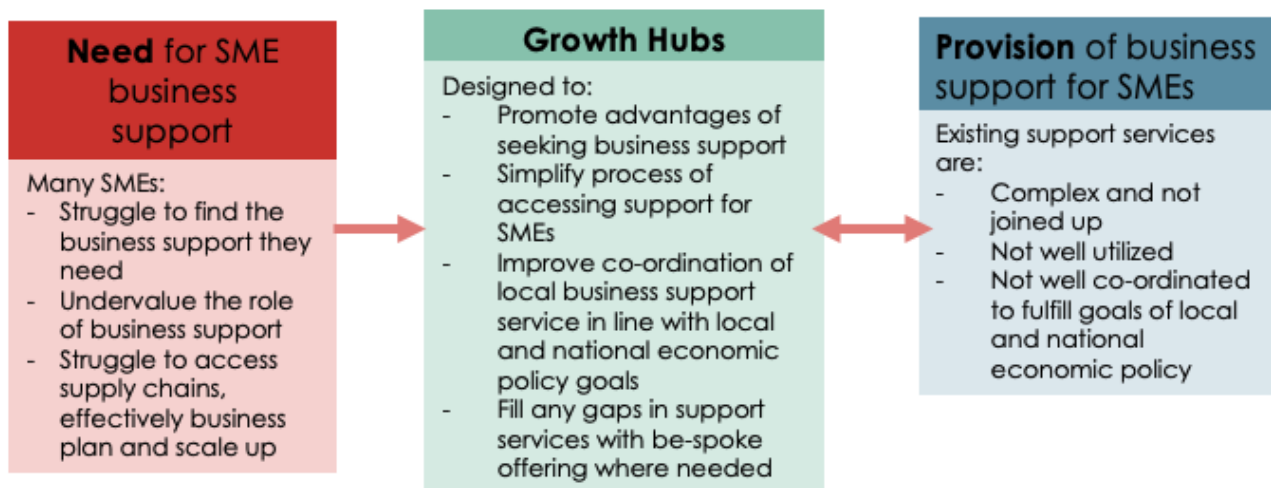 Need for SME
business
support
Many SMEs:
- Struggle to find the
business support they
need
- Undervalue the role
of business support
- Struggle to access
supply chains,
effectively business
plan and scale up
Growth Hubs
Designed to:
- Promote advantages of
seeking business support
- Simplify process of
accessing support for
SMEs
- Improve co-ordination of
local business support
service in line with local
and national economic
policy goals
- Fill any gaps in support
services with be-spoke
offering where needed
Provision of business
support for SMEs
Existing support services
are:
- Complex and not
joined up
- Not well utilized
- Not well co-ordinated
to fulfill goals of local
and national
economic policy